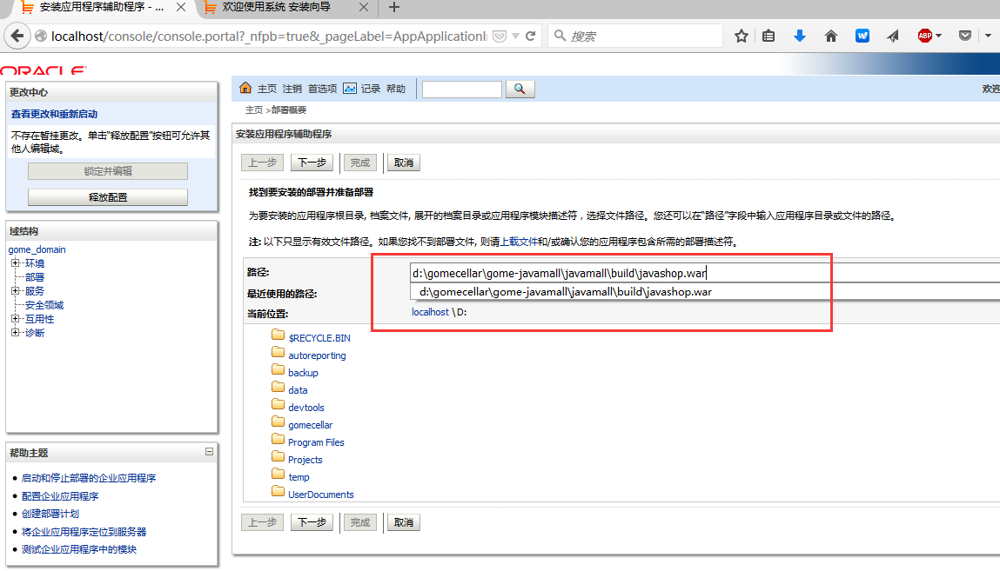 安装应用程序辅助程序 - ...
欢迎使用系统 安装向导
localhost/console/console.portal?_nfpb=true&_pageLabel=AppApplicationI
搜索
W
ABP
ORACLE
更改中心
查看更改和重新启动
不存在暂挂更改。单击"释放配置"按钮可允许其
他人编辑域。
锁定并编辑
释放配置
域结构
gome_domain
环境
部署
服务
安全领域
互用性
诊断
帮助主题
启动和停止部署的企业应用程序
配置企业应用程序
创建部署计划
将企业应用程序定位到服务器
测试企业应用程序中的模块
主页 注销 首选项 记录 帮助
欢迎
主页 >部署概要
安装应用程序辅助程序
上一步 下一步 完成 取消
找到要安装的部署并准备部署
为要安装的应用程序根目录, 档案文件, 展开的档案目录或应用程序模块描述符，选择文件路径。您还可以在"路径"字段中输入应用程序目录或文件的路径。
注: 以下只显示有效文件路径。如果您找不到部署文件, 则请上载文件和/或确认您的应用程序包含所需的部署描述符。
路径: d:\gomecellar\gome-javamall\javamall\build\javashop.war
最近使用的路径: d:\gomecellar\gome-javamall\javamall\build\javashop.war
当前位置: localhost \D:
$RECYCLE.BIN
autoreporting
backup
data
devtools
gomecellar
Program Files
Projects
temp
UserDocuments
上一步 下一步 完成 取消